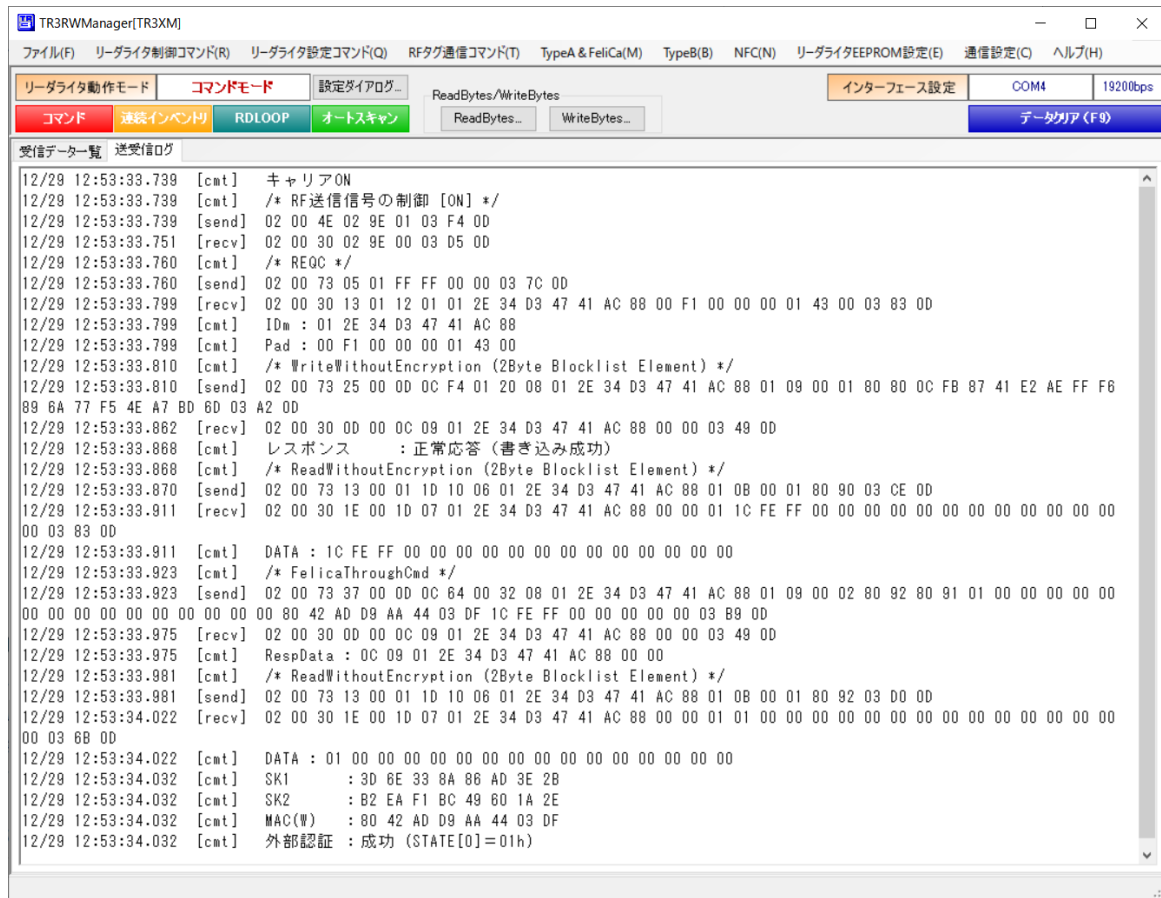 TR3RWManager[TR3XM]
ファイル(F) リーダライタ制御コマンド(R) リーダライタ設定コマンド(Q) RFタグ通信コマンド(T) TypeA＆FeliCa(M) TypeB(B) NFC(N) リーダライタEEPROM設定(E) 通信設定(C) ヘルプ(H)
リーダライタ動作モード コマンドモード 設定ダイアログ... ReadBytes/WriteBytes インターフェース設定 COM4 19200bps
コマンド 連続インベントリ RDLOOP オートスキャン ReadBytes... WriteBytes... データクリア(F9)
受信データ一覧 送受信ログ
12/29 12:53:33.739 [cmt] キャリアON
12/29 12:53:33.739 [cmt] /* RF送信信号の制御 [ON] */
12/29 12:53:33.739 [send] 02 00 4E 02 9E 01 03 F4 0D
12/29 12:53:33.751 [recv] 02 00 30 02 9E 00 03 D5 0D
12/29 12:53:33.760 [cmt] /* REQC */
12/29 12:53:33.760 [send] 02 00 73 05 01 FF FF 00 00 03 7C 0D
12/29 12:53:33.799 [recv] 02 00 30 13 01 12 01 01 2E 34 D3 47 41 AC 88 00 F1 00 00 00 01 43 00 03 83 0D
12/29 12:53:33.799 [cmt] IDm : 01 2E 34 D3 47 41 AC 88
12/29 12:53:33.799 [cmt] Pad : 00 F1 00 00 00 01 43 00
12/29 12:53:33.810 [cmt] /* WriteWithoutEncryption (2Byte Blocklist Element) */
12/29 12:53:33.810 [send] 02 00 73 25 00 0D 0C F4 01 20 08 01 2E 34 D3 47 41 AC 88 01 09 00 01 80 80 0C FB 87 41 E2 AE FF F6
89 6A 77 F5 4E A7 BD 6D 03 A2 0D
12/29 12:53:33.862 [recv] 02 00 30 0D 00 0C 09 01 2E 34 D3 47 41 AC 88 00 00 03 49 0D
12/29 12:53:33.868 [cmt] レスポンス : 正常応答（書き込み成功）
12/29 12:53:33.868 [cmt] /* ReadWithoutEncryption (2Byte Blocklist Element) */
12/29 12:53:33.870 [send] 02 00 73 13 00 01 1D 10 06 01 2E 34 D3 47 41 AC 88 01 0B 00 01 80 90 03 CE 0D
12/29 12:53:33.911 [recv] 02 00 30 1E 00 1D 07 01 2E 34 D3 47 41 AC 88 00 00 01 1C FE FF 00 00 00 00 00 00 00 00 00 00 00 00
00 03 83 0D
12/29 12:53:33.911 [cmt] DATA : 1C FE FF 00 00 00 00 00 00 00 00 00 00 00 00 00
12/29 12:53:33.923 [cmt] /* FelicaThroughCmd */
12/29 12:53:33.923 [send] 02 00 73 37 00 0D 0C 64 00 32 08 01 2E 34 D3 47 41 AC 88 01 09 00 02 80 92 80 91 01 00 00 00 00 00
00 00 00 00 00 00 00 00 00 00 80 42 AD D9 AA 44 03 DF 1C FE FF 00 00 00 00 00 03 B9 0D
12/29 12:53:33.975 [recv] 02 00 30 0D 00 0C 09 01 2E 34 D3 47 41 AC 88 00 00 03 49 0D
12/29 12:53:33.975 [cmt] RespData : 0C 09 01 2E 34 D3 47 41 AC 88 00 00
12/29 12:53:33.981 [cmt] /* ReadWithoutEncryption (2Byte Blocklist Element) */
12/29 12:53:33.981 [send] 02 00 73 13 00 01 1D 10 06 01 2E 34 D3 47 41 AC 88 01 0B 00 01 80 92 03 D0 0D
12/29 12:53:34.022 [recv] 02 00 30 1E 00 1D 07 01 2E 34 D3 47 41 AC 88 00 00 01 01 00 00 00 00 00 00 00 00 00 00 00 00 00 00
00 03 6B 0D
12/29 12:53:34.022 [cmt] DATA : 01 00 00 00 00 00 00 00 00 00 00 00 00 00 00 00
12/29 12:53:34.032 [cmt] SK1 : 3D 6E 33 8A 86 AD 3E 2B
12/29 12:53:34.032 [cmt] SK2 : B2 EA F1 BC 49 60 1A 2E
12/29 12:53:34.032 [cmt] MAC(W) : 80 42 AD D9 AA 44 03 DF
12/29 12:53:34.032 [cmt] 外部認証 : 成功 (STATE[0]＝01h)